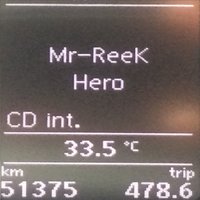 Mr-ReeK
Hero
CD int.
33.5 °C
km trip
51375 478.6